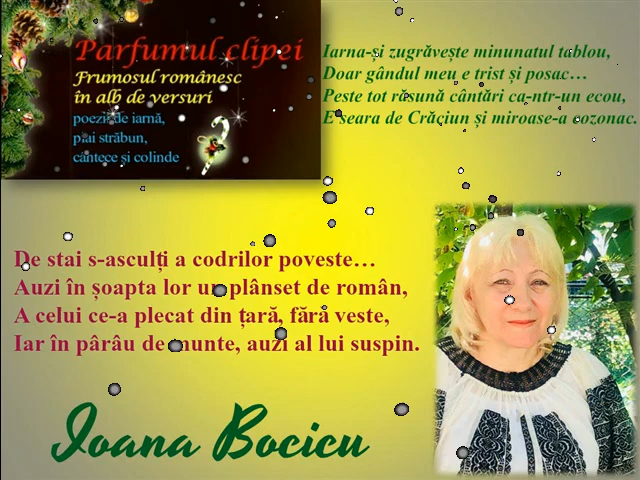 Parfumul clipei
Frumosul românesc
în alb de versuri
poezii de iarnă,
plai străbun,
cântece și colinde
Iarna-și zugrăvește minunatul tablou,
Doar gândul meu e trist și posac…
Peste tot răsună cântări ca-ntr-un ecou,
E seara de Crăciun și miroase-a cozonac.
De stai s-asculți a codrilor poveste…
Auzi în șoapta lor un plânset de român,
A celui ce-a plecat din țară, fără veste,
Iar în pârâu de munte, auzi al lui suspin.
Ioana Bocicu